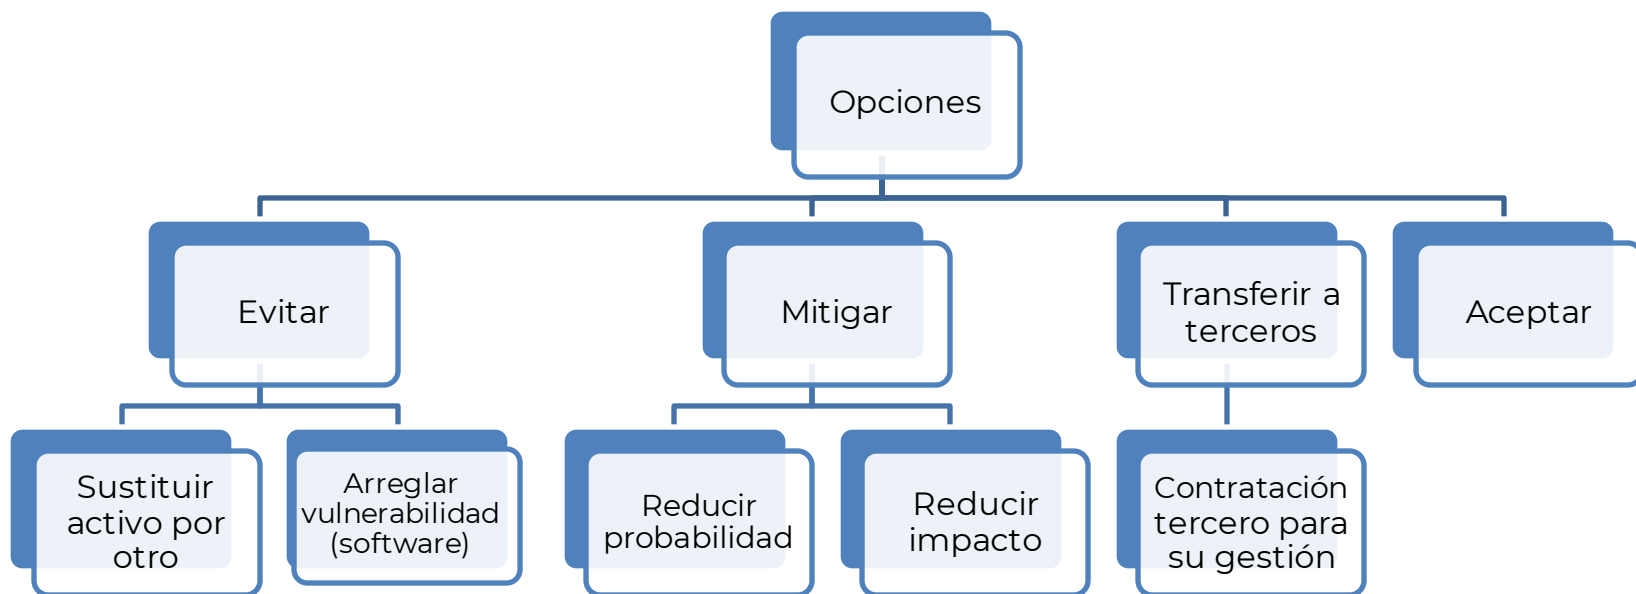 Opciones
Evitar
Mitigar
Transferir a
terceros
Aceptar
Sustituir
activo por
otro
Arreglar
vulnerabilidad
(software)
Reducir
probabilidad
Reducir
impacto
Contratación
tercero para
su gestión